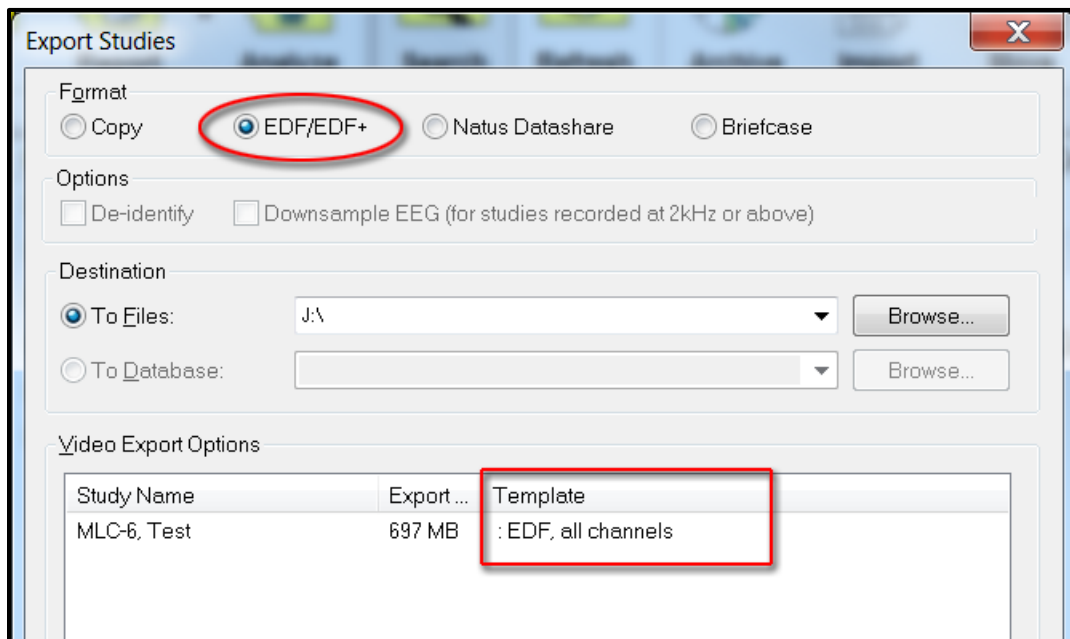 Export Studies
Format
Copy EDF/EDF+ Natus Datashare Briefcase
Options
De-identify Downsample EEG (for studies recorded at 2kHz or above)
Destination
To Files: J:\ Browse...
To Database: Browse...
Video Export Options
Study Name Export ... Template
MLC-6, Test 697 MB : EDF, all channels